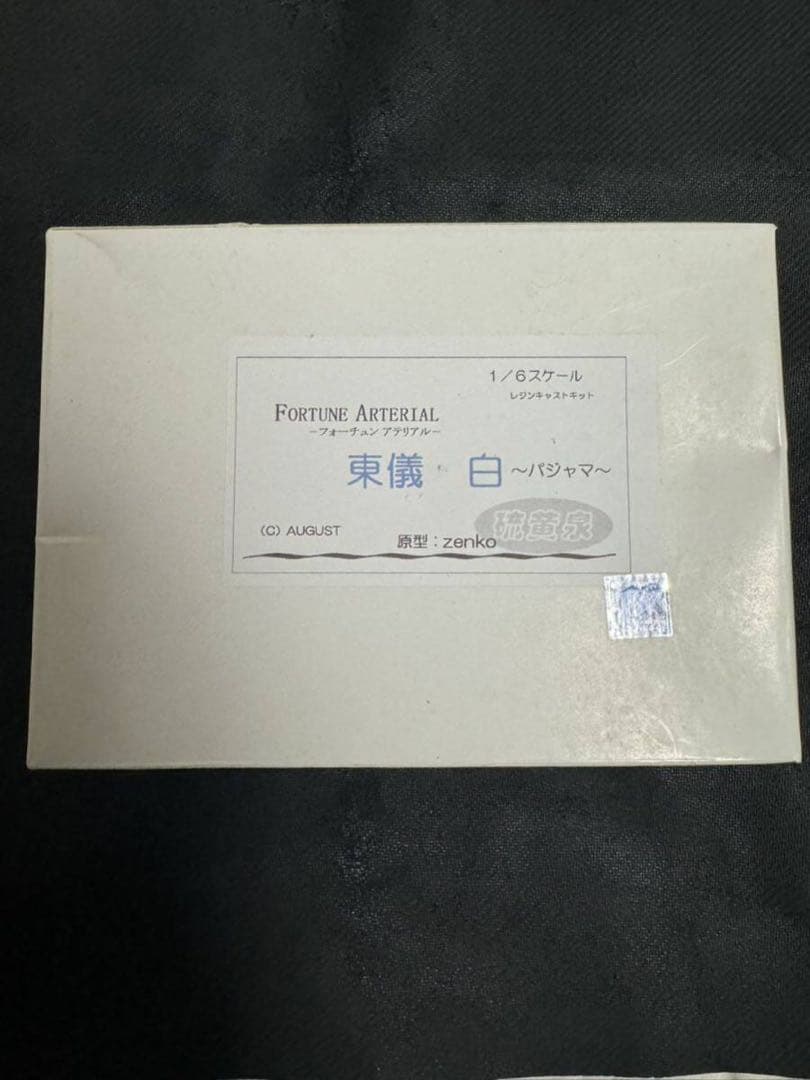 1／6スケール
レジンキャストキット
FORTUNE ARTERIAL
－フォーチュン アテリアル－
東儀 白 ～パジャマ～
硫黄泉
(C) AUGUST
原型：zenko